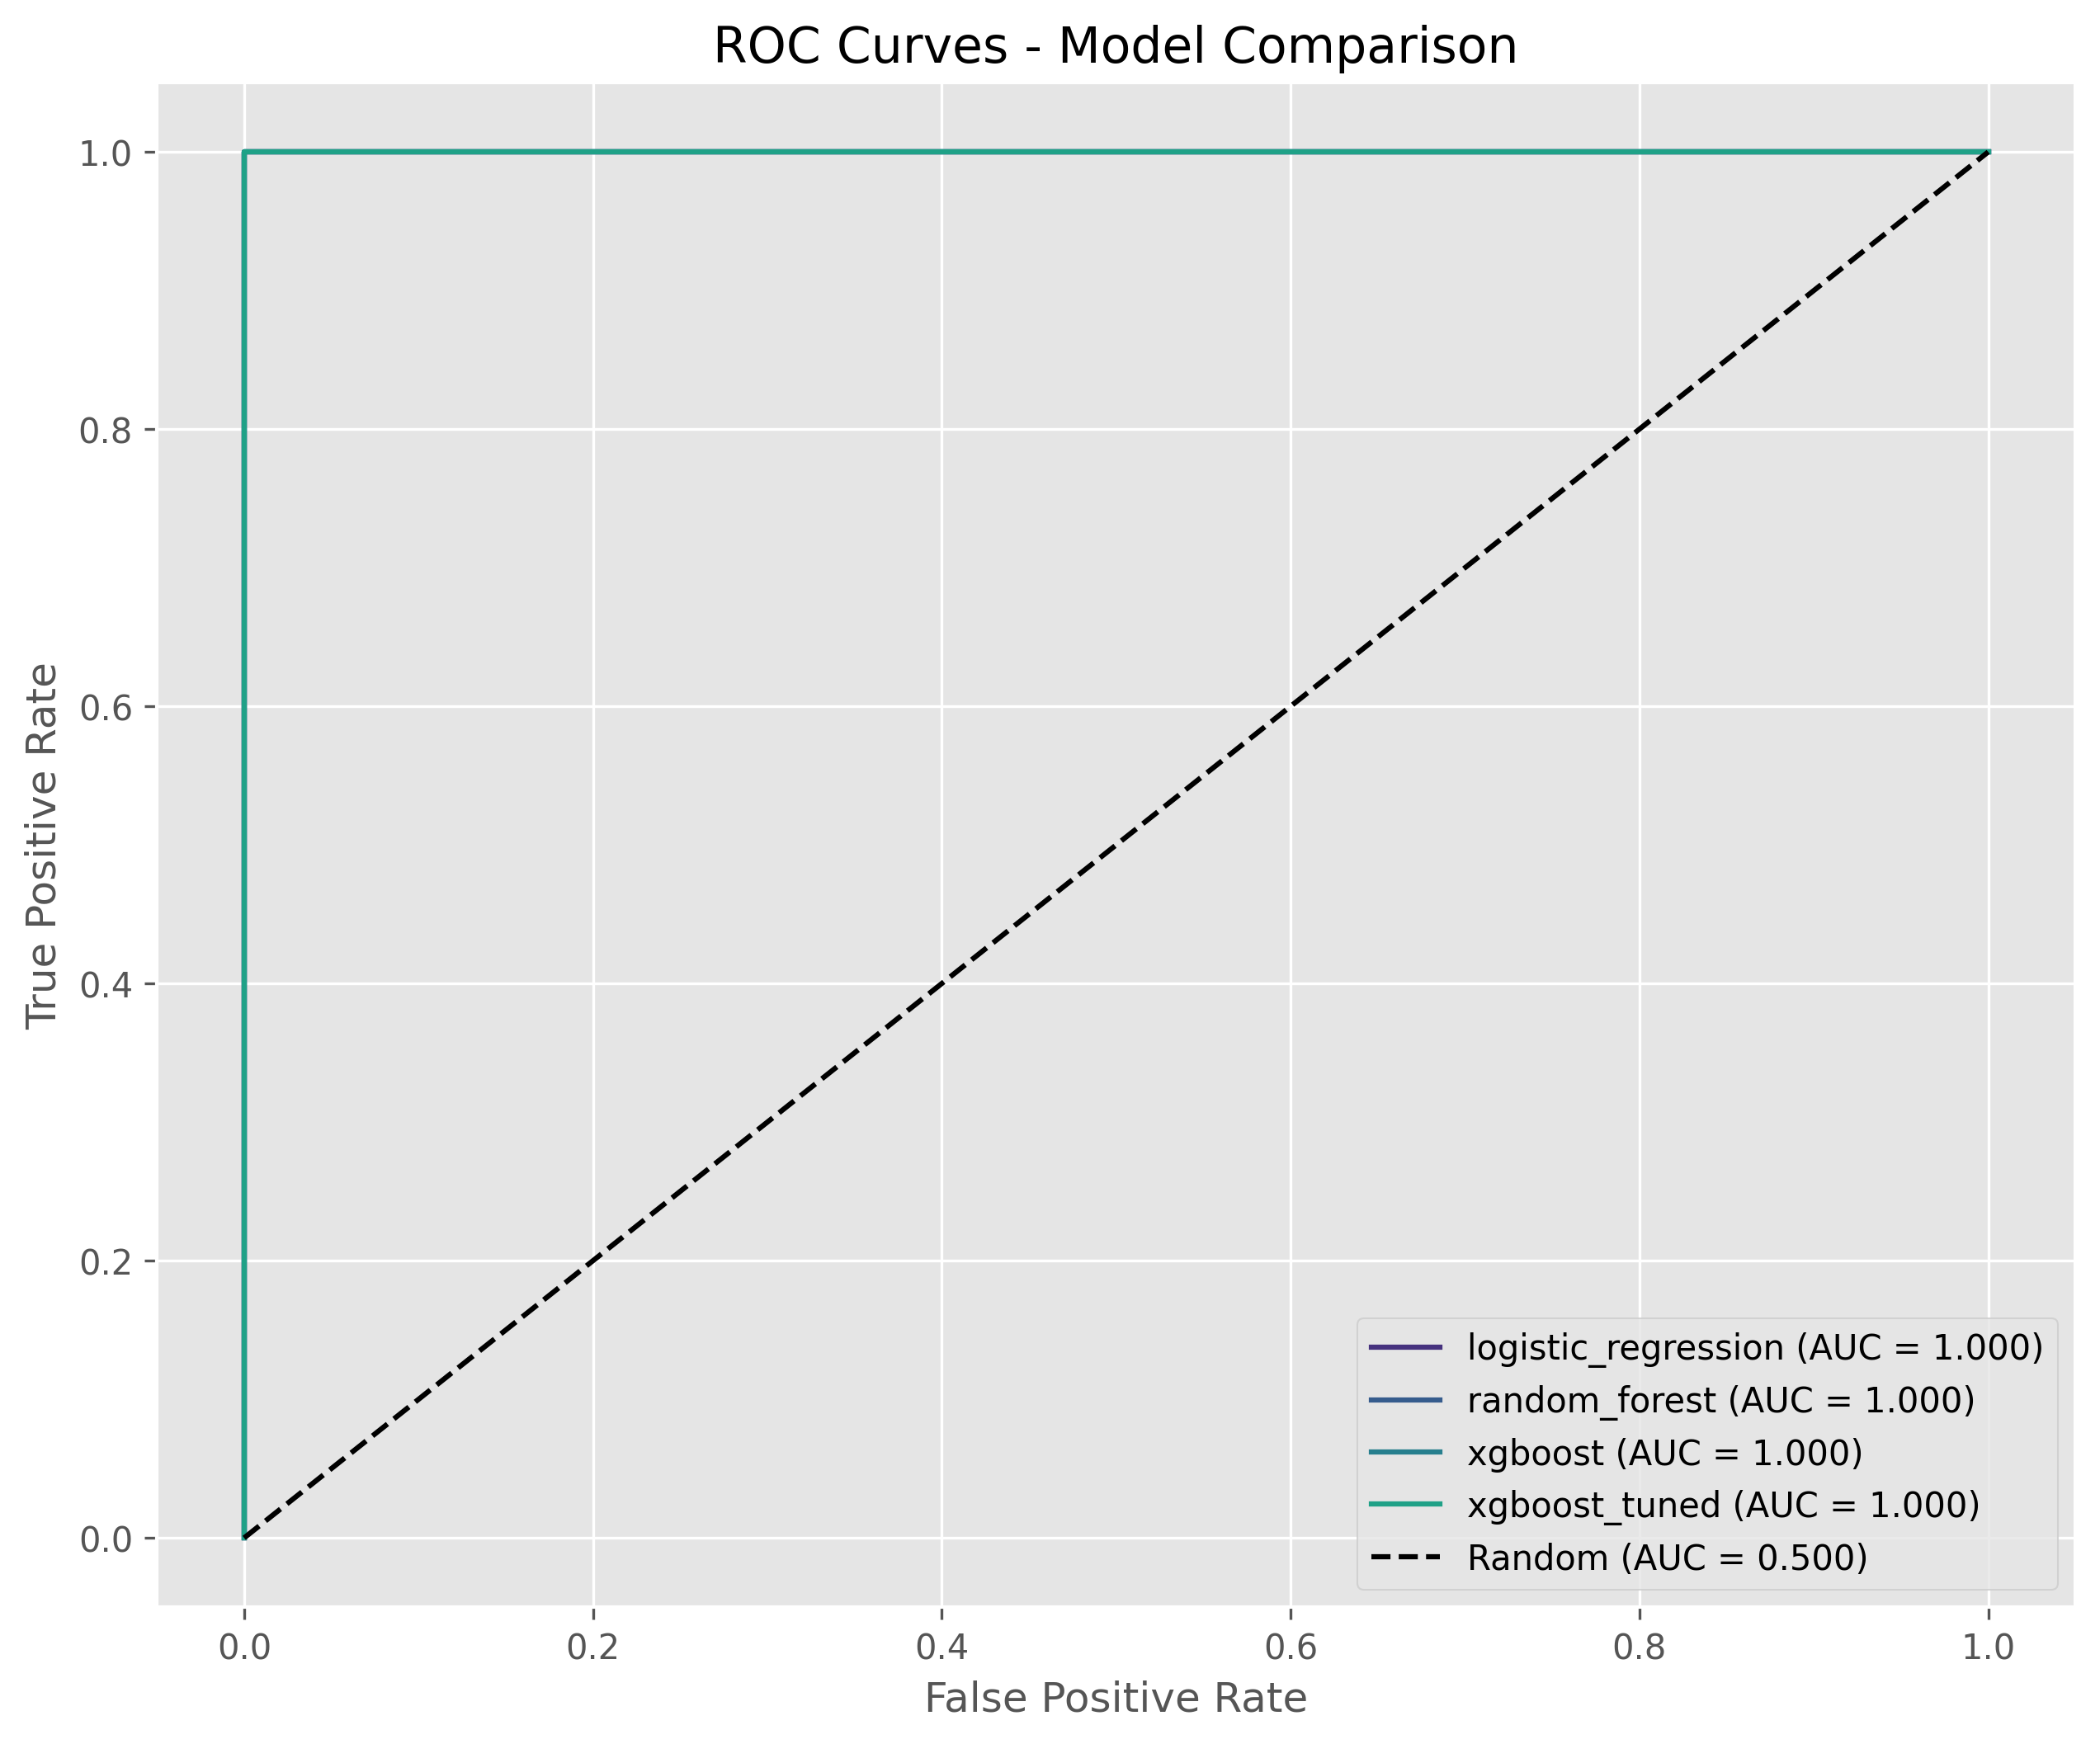 ROC Curves - Model Comparison
True Positive Rate
1.0
0.8
0.6
0.4
0.2
0.0
logistic_regression (AUC = 1.000)
random_forest (AUC = 1.000)
xgboost (AUC = 1.000)
xgboost_tuned (AUC = 1.000)
Random (AUC = 0.500)
0.0 0.2 0.4 0.6 0.8 1.0
False Positive Rate